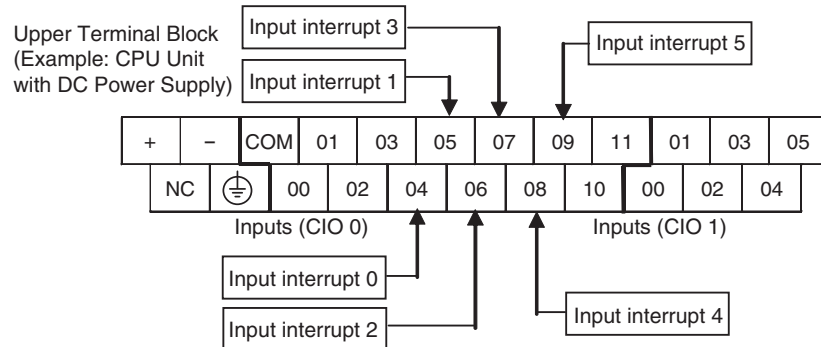 Upper Terminal Block
(Example: CPU Unit
with DC Power Supply)
Input interrupt 3
Input interrupt 5
Input interrupt 1
+ − COM 01 03 05 07 09 11 01 03 05
NC 00 02 04 06 08 10 00 02 04
Inputs (CIO 0)
Inputs (CIO 1)
Input interrupt 0
Input interrupt 2
Input interrupt 4